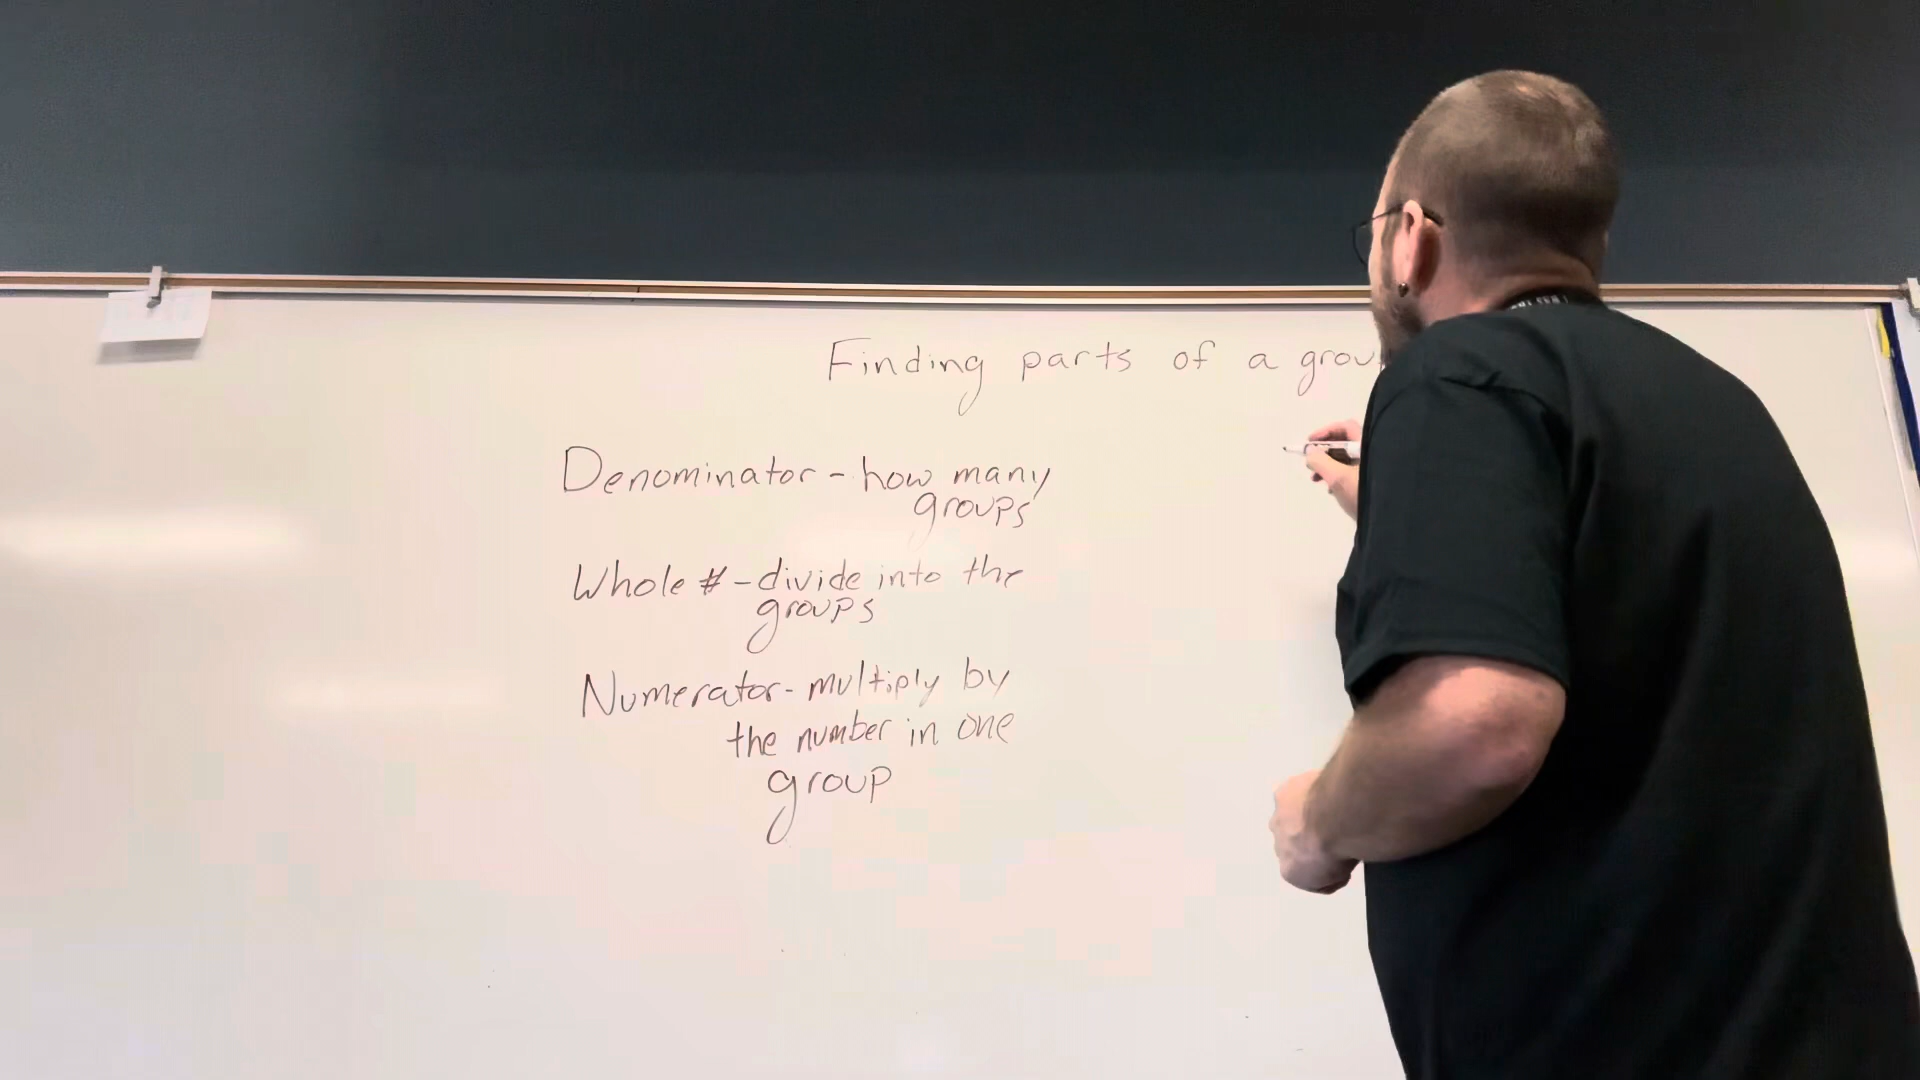 Finding parts of a grou
Denominator - how many
groups
Whole # - divide into the
groups
Numerator - multiply by
the number in one
group